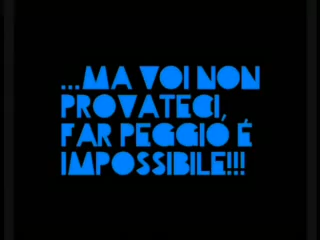 ...MA VOI NON
PROVATECI,
FAR PEGGIO É
IMPOSSIBILE!!!